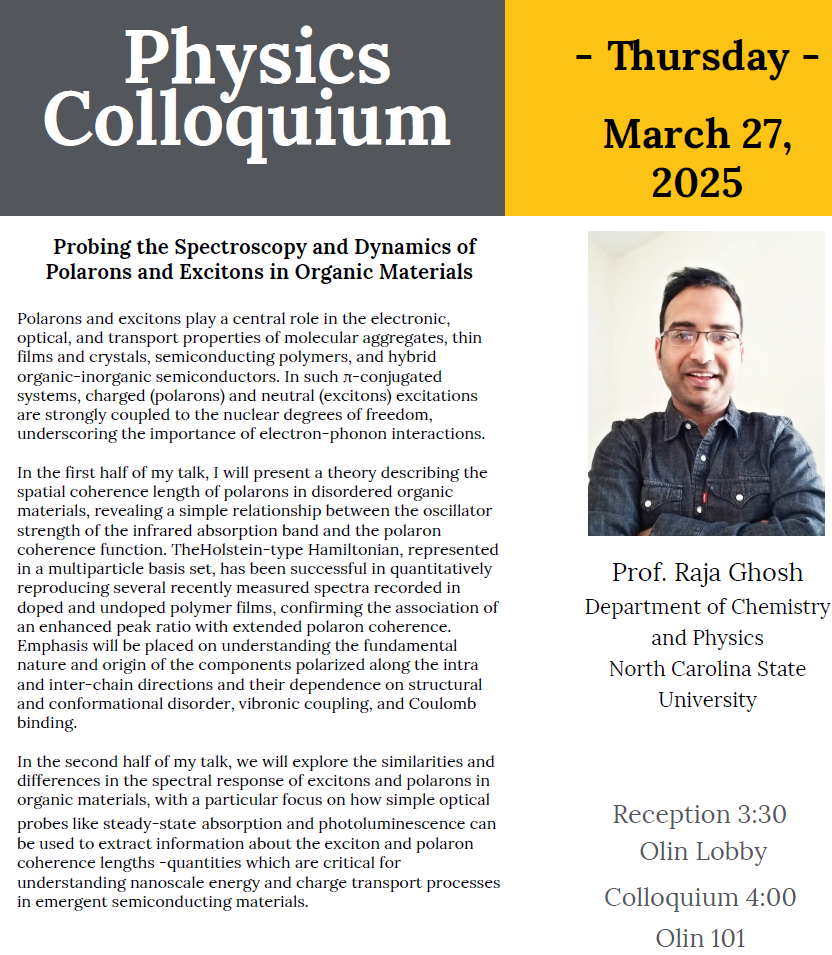 Physics
Colloquium
- Thursday -
March 27,
2025
Probing the Spectroscopy and Dynamics of
Polarons and Excitons in Organic Materials
Polarons and excitons play a central role in the electronic,
optical, and transport properties of molecular aggregates, thin
films and crystals, semiconducting polymers, and hybrid
organic-inorganic semiconductors. In such π-conjugated
systems, charged (polarons) and neutral (excitons) excitations
are strongly coupled to the nuclear degrees of freedom,
underscoring the importance of electron-phonon interactions.
In the first half of my talk, I will present a theory describing the
spatial coherence length of polarons in disordered organic
materials, revealing a simple relationship between the oscillator
strength of the infrared absorption band and the polaron
coherence function. TheHolstein-type Hamiltonian, represented
in a multiparticle basis set, has been successful in quantitatively
reproducing several recently measured spectra recorded in
doped and undoped polymer films, confirming the association of
an enhanced peak ratio with extended polaron coherence.
Emphasis will be placed on understanding the fundamental
nature and origin of the components polarized along the intra
and inter-chain directions and their dependence on structural
and conformational disorder, vibronic coupling, and Coulomb
binding.
In the second half of my talk, we will explore the similarities and
differences in the spectral response of excitons and polarons in
organic materials, with a particular focus on how simple optical
probes like steady-state absorption and photoluminescence can
be used to extract information about the exciton and polaron
coherence lengths -quantities which are critical for
understanding nanoscale energy and charge transport processes
in emergent semiconducting materials.
Prof. Raja Ghosh
Department of Chemistry
and Physics
North Carolina State
University
Reception 3:30
Olin Lobby
Colloquium 4:00
Olin 101